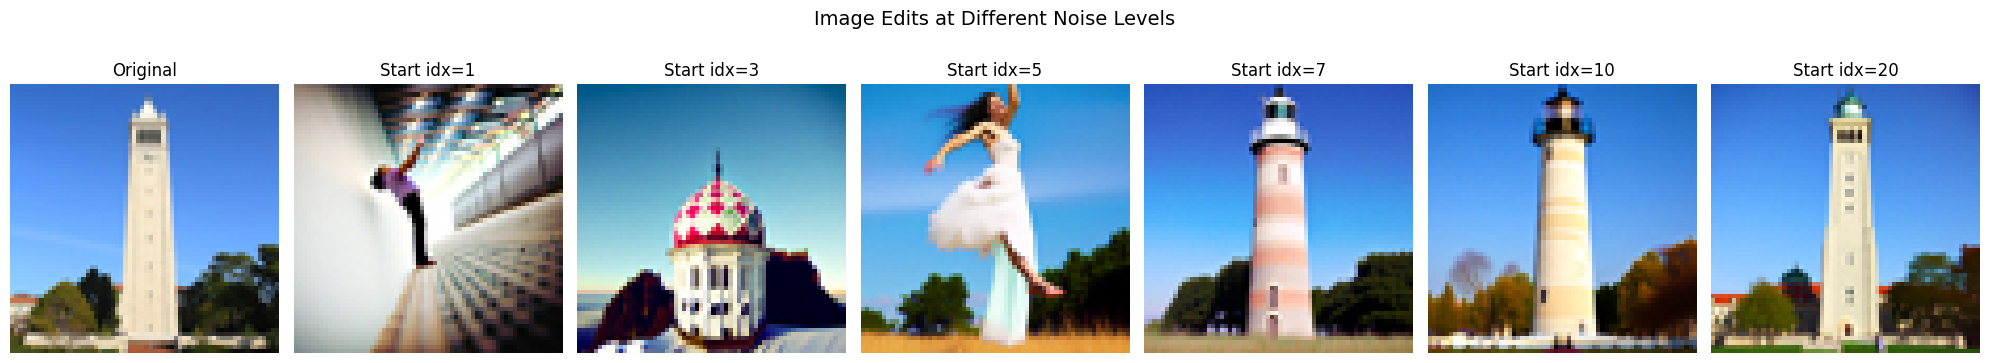 Image Edits at Different Noise Levels
Original
Start idx=1
Start idx=3
Start idx=5
Start idx=7
Start idx=10
Start idx=20